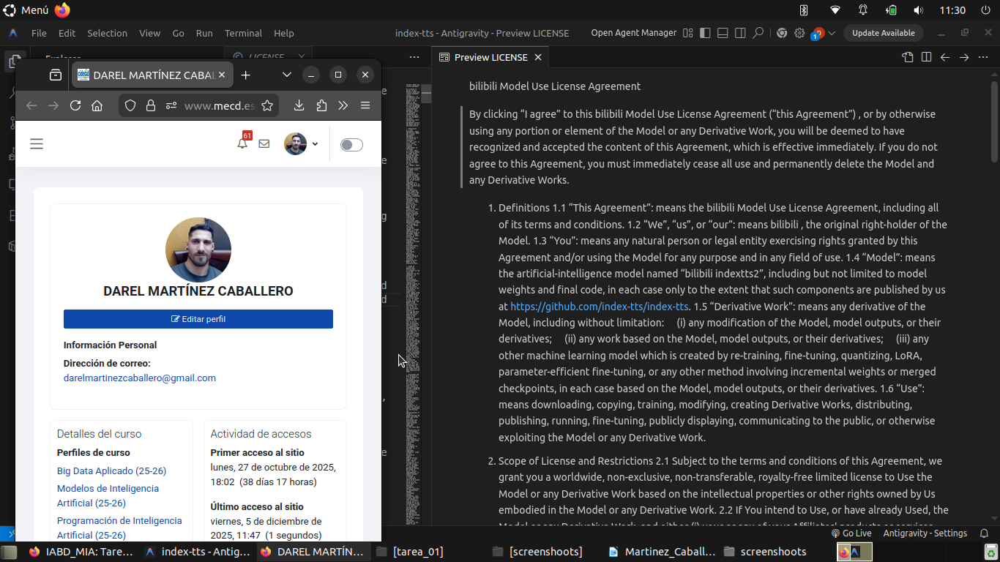 Menú
11:30
File Edit Selection View Go Run Terminal Help
index-tts - Antigravity - Preview LICENSE
Open Agent Manager
1
Update Available
Explorer
LICENSE
Preview LICENSE
DAREL MARTÍNEZ CABAL
www.mecd.es
61
DAREL MARTÍNEZ CABALLERO
Editar perfil
Información Personal
Dirección de correo:
darelmartinezcaballero@gmail.com
Detalles del curso
Perfiles de curso
Big Data Aplicado (25-26)
Modelos de Inteligencia
Artificial (25-26)
Programación de Inteligencia
Artificial (25-26)
Actividad de accesos
Primer acceso al sitio
lunes, 27 de octubre de 2025,
18:02 (38 días 17 horas)
Último acceso al sitio
viernes, 5 de diciembre de
2025, 11:47 (1 segundos)
bilibili Model Use License Agreement
By clicking “I agree” to this bilibili Model Use License Agreement (“this Agreement”) , or by otherwise
using any portion or element of the Model or any Derivative Work, you will be deemed to have
recognized and accepted the content of this Agreement, which is effective immediately. If you do not
agree to this Agreement, you must immediately cease all use and permanently delete the Model and
any Derivative Works.
1. Definitions 1.1 “This Agreement”: means the bilibili Model Use License Agreement, including all
of its terms and conditions. 1.2 “We”, “us”, or “our”: means bilibili , the original right-holder of the
Model. 1.3 “You”: means any natural person or legal entity exercising rights granted by this
Agreement and/or using the Model for any purpose and in any field of use. 1.4 “Model”: means
the artificial-intelligence model named “bilibili indextts2”, including but not limited to model
weights and final code, in each case only to the extent that such components are published by us
at https://github.com/index-tts/index-tts. 1.5 “Derivative Work”: means any derivative of the
Model, including without limitation: (i) any modification of the Model, model outputs, or their
derivatives; (ii) any work based on the Model, model outputs, or their derivatives; (iii) any
other machine learning model which is created by re-training, fine-tuning, quantizing, LoRA,
parameter-efficient fine-tuning, or any other method involving incremental weights or merged
checkpoints, in each case based on the Model, model outputs, or their derivatives. 1.6 “Use”:
means downloading, copying, training, modifying, creating Derivative Works, distributing,
publishing, running, fine-tuning, publicly displaying, communicating to the public, or otherwise
exploiting the Model or any Derivative Work.
2. Scope of License and Restrictions 2.1 Subject to the terms and conditions of this Agreement, we
grant you a worldwide, non-exclusive, non-transferable, royalty-free limited license to Use the
Model or any Derivative Work based on the intellectual properties or other rights owned by Us
embodied in the Model or any Derivative Work. 2.2 If You intend to Use, or have already Used, the
Go Live
Antigravity - Settings
IABD_MIA: Tare...
index-tts - Antig...
DAREL MARTÍN...
[tarea_01]
[screenshoots]
Martinez_Caball...
screenshoots